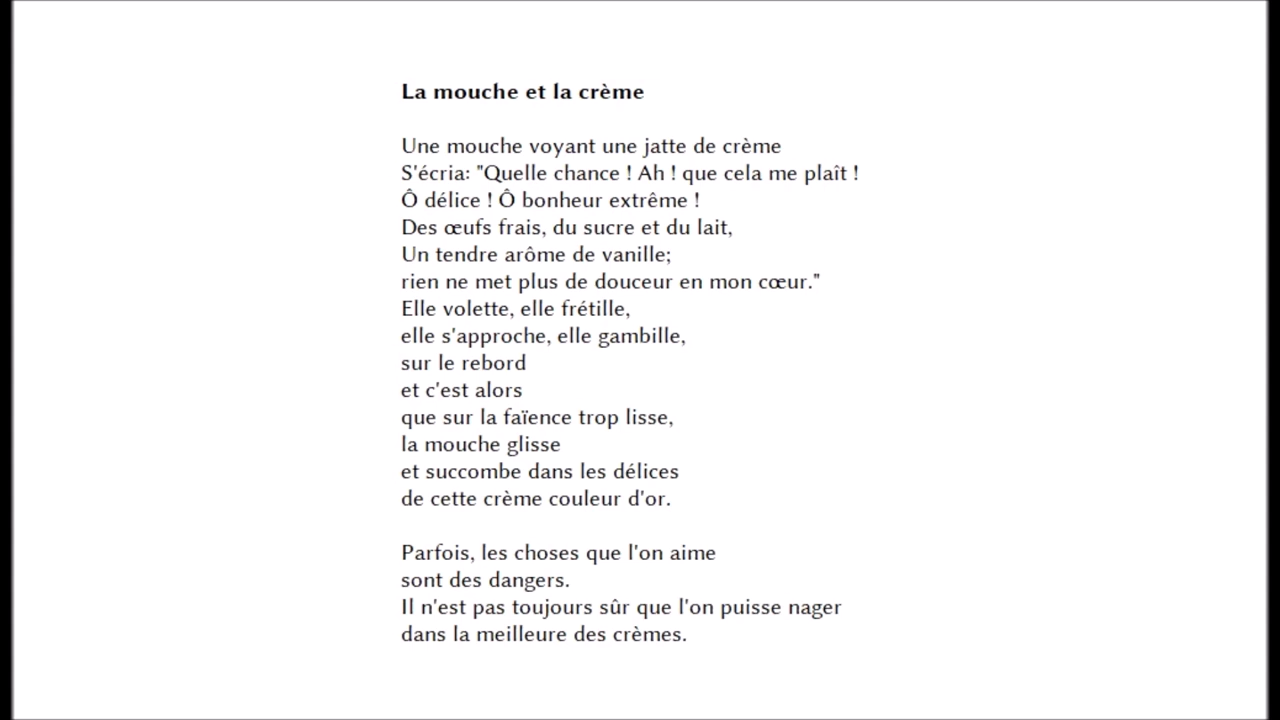 La mouche et la crème
Une mouche voyant une jatte de crème
S'écria: "Quelle chance ! Ah ! que cela me plaît !
Ô délice ! Ô bonheur extrême !
Des œufs frais, du sucre et du lait,
Un tendre arôme de vanille;
rien ne met plus de douceur en mon cœur."
Elle volette, elle frétille,
elle s'approche, elle gambille,
sur le rebord
et c'est alors
que sur la faïence trop lisse,
la mouche glisse
et succombe dans les délices
de cette crème couleur d'or.
Parfois, les choses que l'on aime
sont des dangers.
Il n'est pas toujours sûr que l'on puisse nager
dans la meilleure des crèmes.